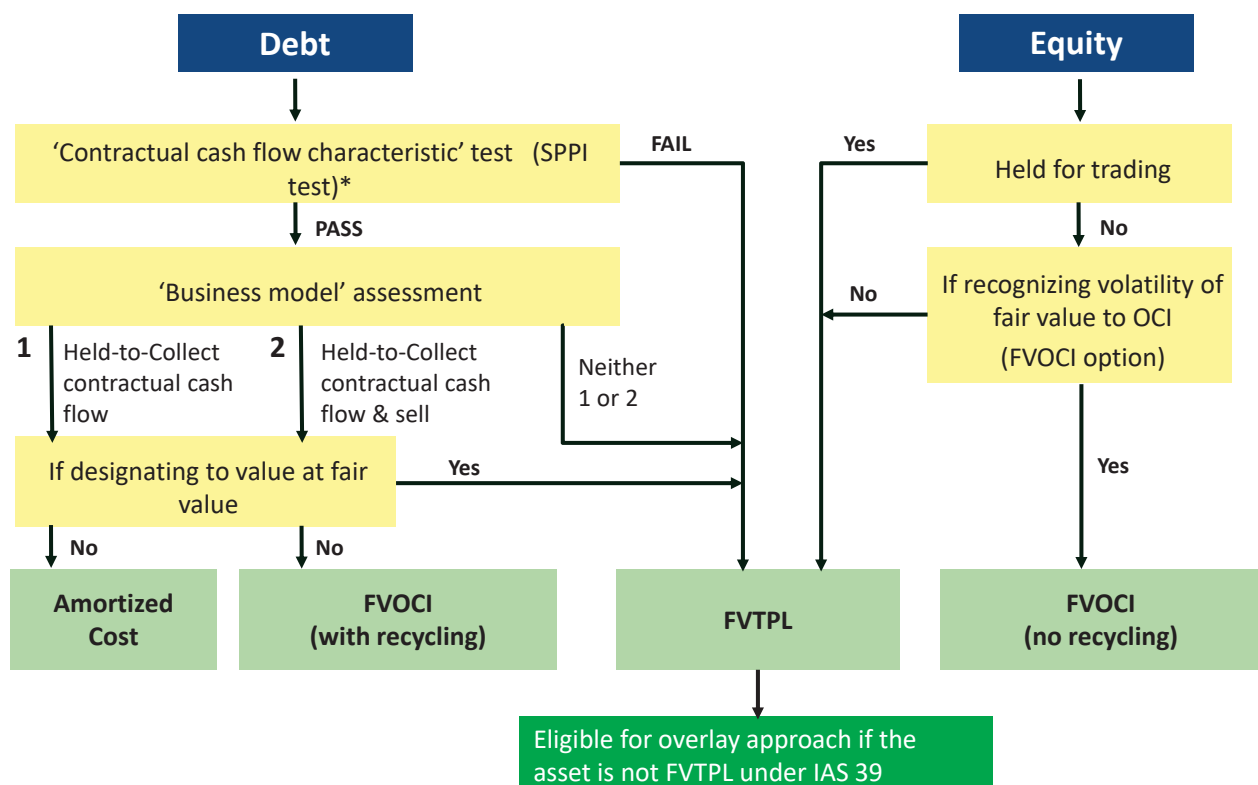 Debt
Equity
‘Contractual cash flow characteristic’ test (SPPI
test)*
FAIL
Yes
Held for trading
PASS
No
‘Business model’ assessment
No
If recognizing volatility of
fair value to OCI
(FVOCI option)
1
Held-to-Collect
contractual cash
flow
2
Held-to-Collect
contractual cash
flow & sell
Neither
1 or 2
If designating to value at fair
value
Yes
Yes
No
No
Amortized
Cost
FVOCI
(with recycling)
FVTPL
FVOCI
(no recycling)
Eligible for overlay approach if the
asset is not FVTPL under IAS 39